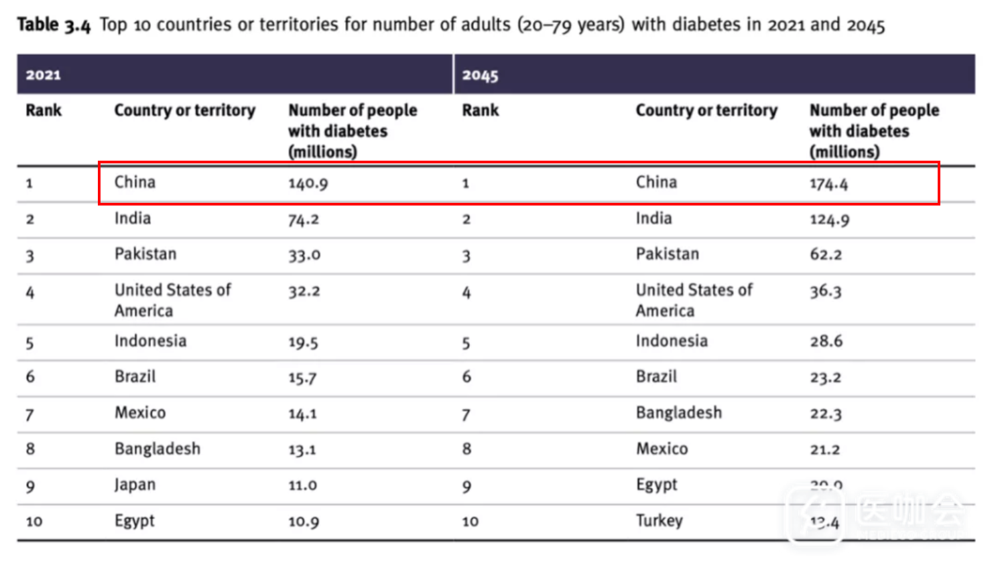 Table 3.4 Top 10 countries or territories for number of adults (20–79 years) with diabetes in 2021 and 2045
2021 2045
Rank Country or territory Number of people with diabetes (millions) Rank Country or territory Number of people with diabetes (millions)
1 China 140.9 1 China 174.4
2 India 74.2 2 India 124.9
3 Pakistan 33.0 3 Pakistan 62.2
4 United States of America 32.2 4 United States of America 36.3
5 Indonesia 19.5 5 Indonesia 28.6
6 Brazil 15.7 6 Brazil 23.2
7 Mexico 14.1 7 Bangladesh 22.3
8 Bangladesh 13.1 8 Mexico 21.2
9 Japan 11.0 9 Egypt 20.0
10 Egypt 10.9 10 Turkey 13.4
医咖会